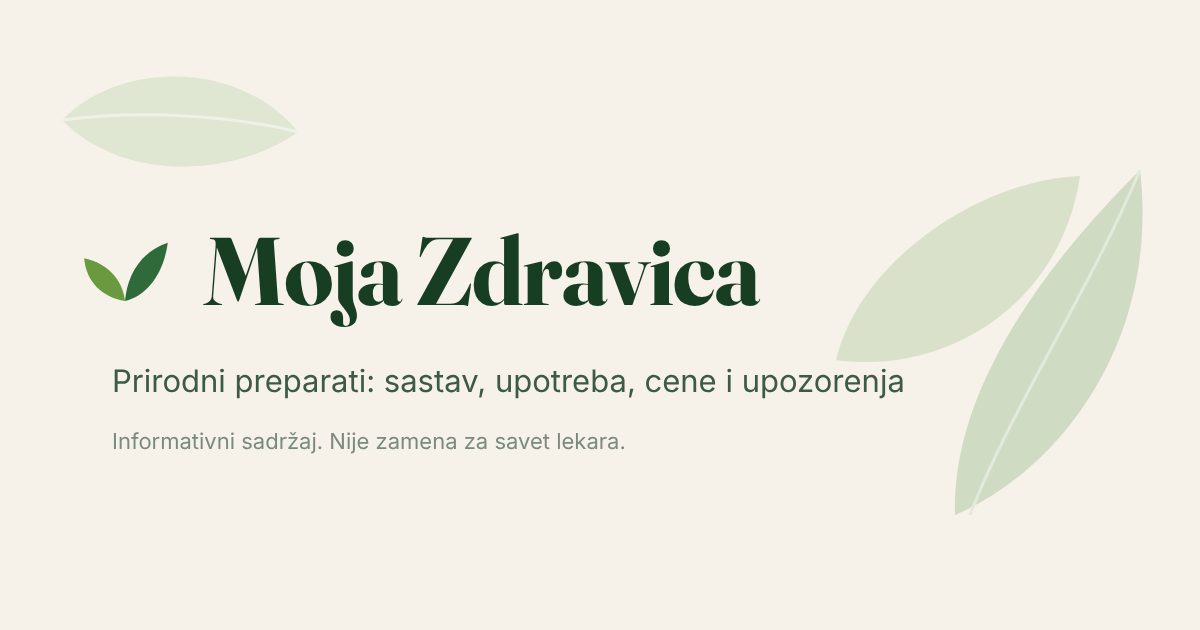 Moja Zdravica
Prirodni preparati: sastav, upotreba, cene i upozorenja
Informativni sadržaj. Nije zamena za savet lekara.